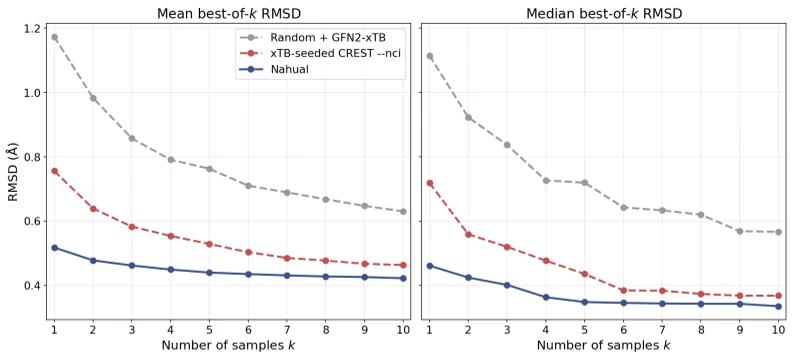 Mean best-of-k RMSD
Median best-of-k RMSD
Random + GFN2-xTB
xTB-seeded CREST --nci
Nahual
RMSD (Å)
1.2
1.0
0.8
0.6
0.4
1 2 3 4 5 6 7 8 9 10
1 2 3 4 5 6 7 8 9 10
Number of samples k
Number of samples k